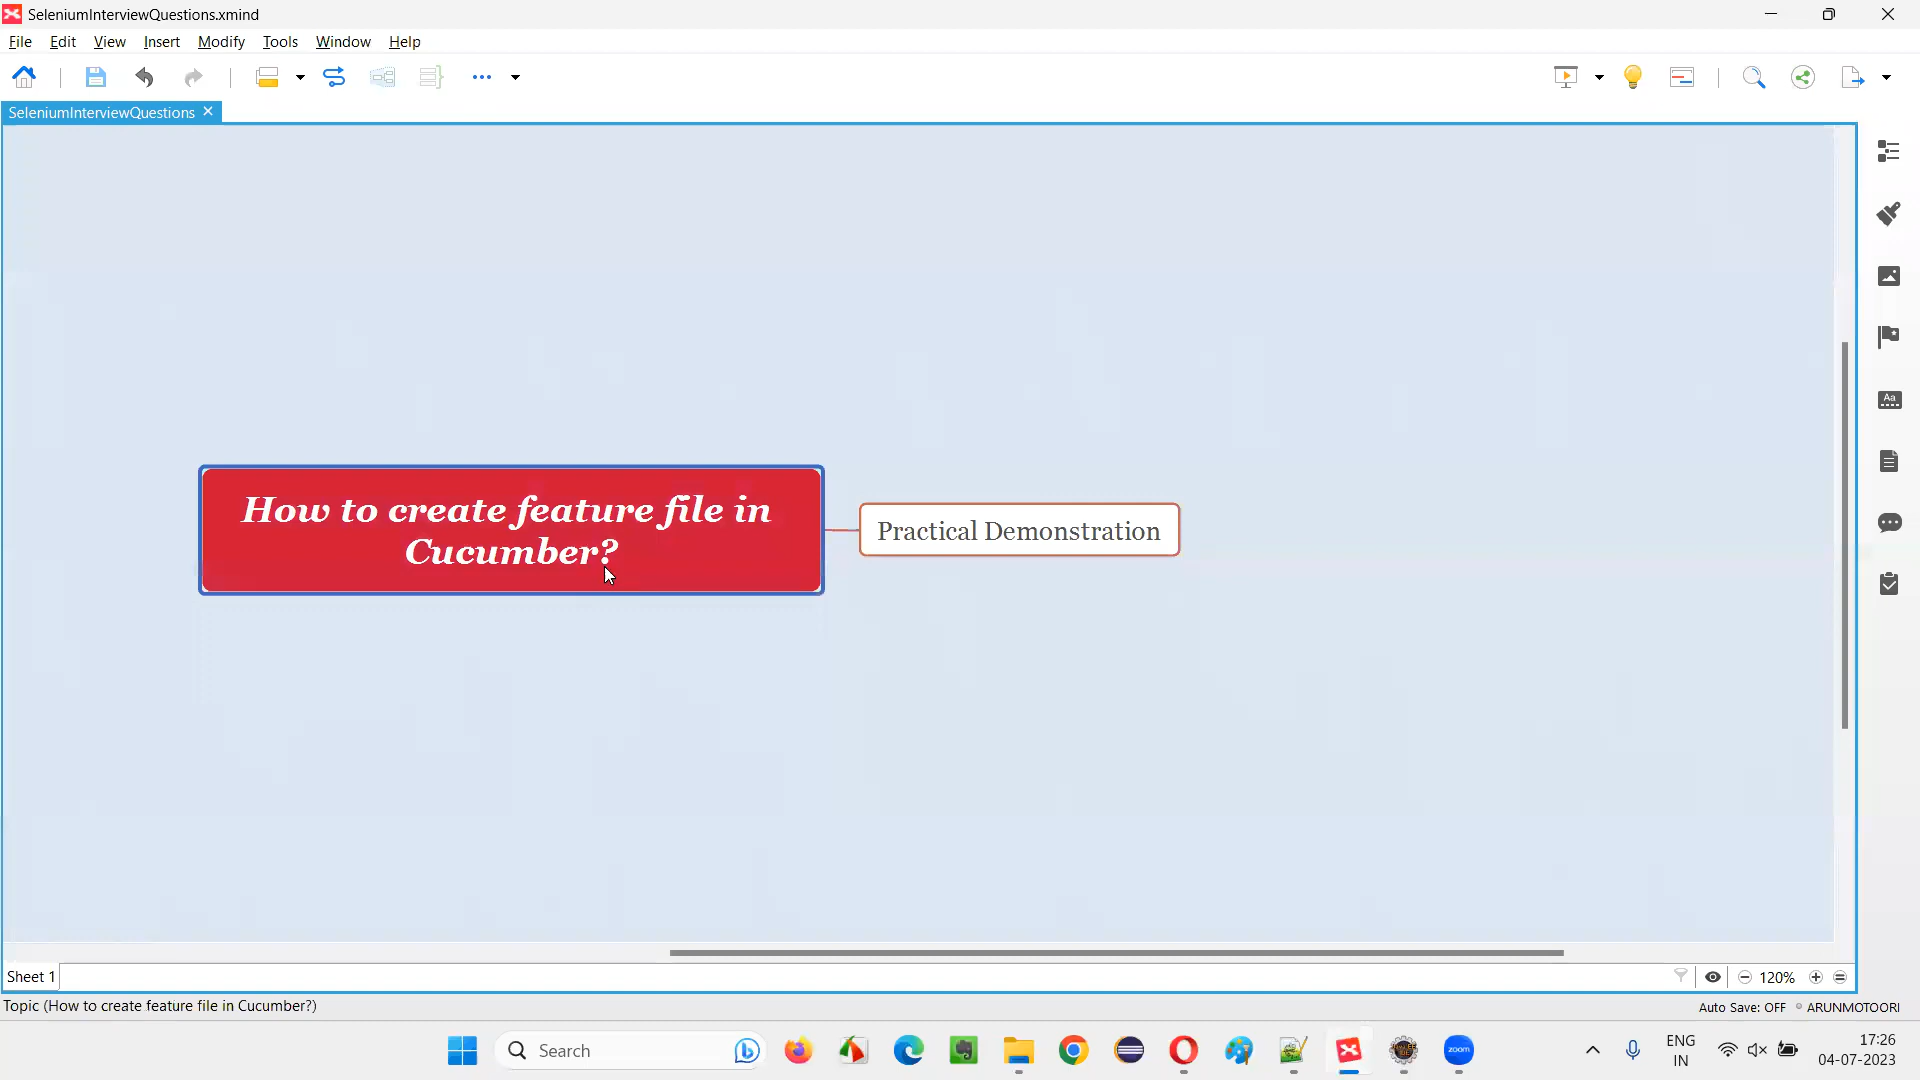 SeleniumInterviewQuestions.xmind
File Edit View Insert Modify Tools Window Help
SeleniumInterviewQuestions
How to create feature file in
Cucumber?
Practical Demonstration
Aa
Sheet 1
120%
Topic (How to create feature file in Cucumber?)
Auto Save: OFF
ARUNMOTOORI
Search
zoom
ENG
IN
17:26
04-07-2023